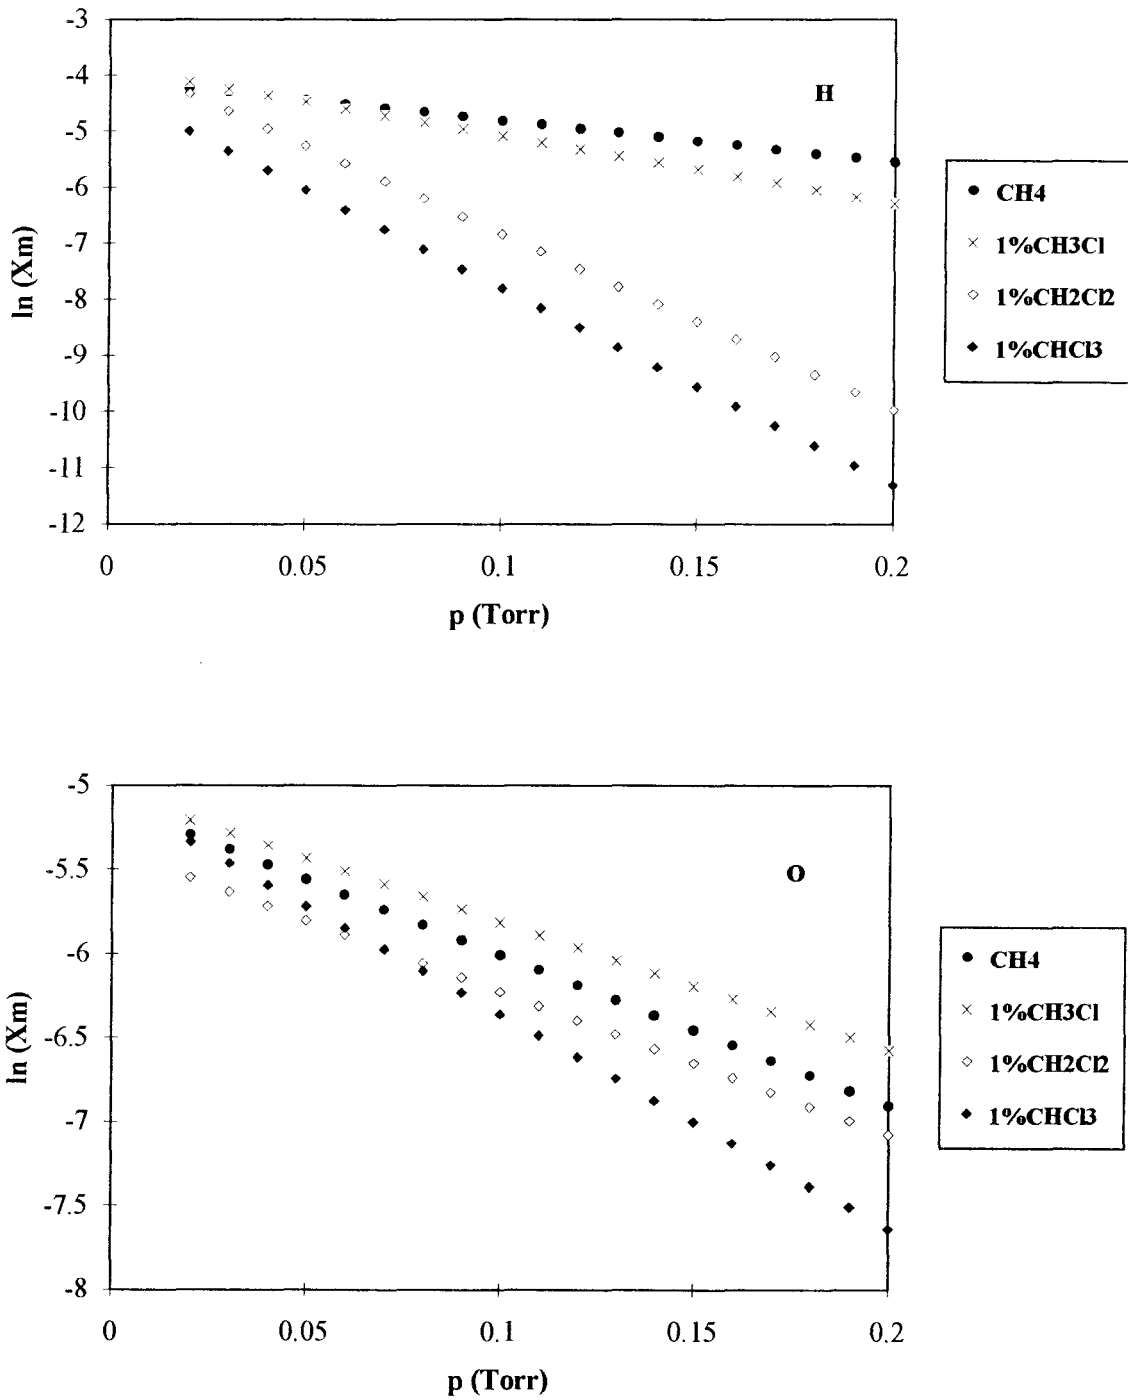 -3
-4
-5
-6
-7
-8
-9
-10
-11
-12
ln (Xm)
H
0 0.05 0.1 0.15 0.2
p (Torr)
CH4
1%CH3Cl
1%CH2Cl2
1%CHCl3
-5
-5.5
-6
-6.5
-7
-7.5
-8
ln (Xm)
O
0 0.05 0.1 0.15 0.2
p (Torr)
CH4
1%CH3Cl
1%CH2Cl2
1%CHCl3